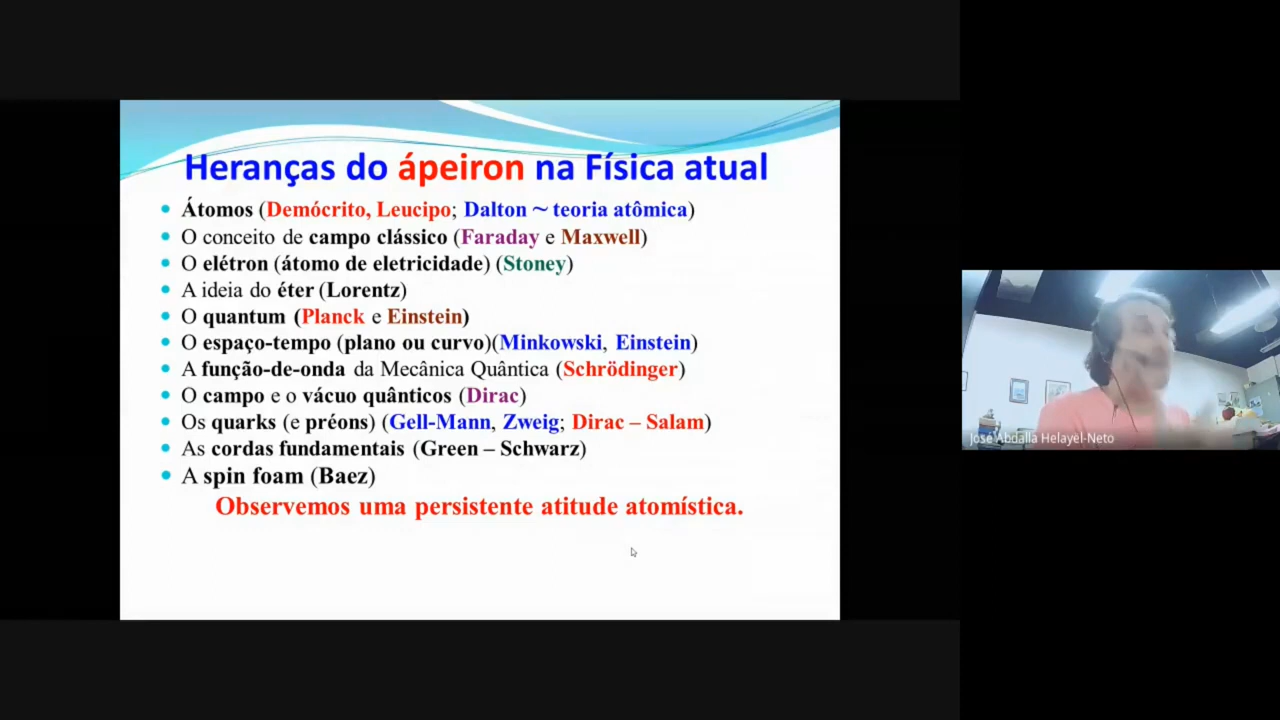 Heranças do ápeiron na Física atual
Átomos (Demócrito, Leucipo; Dalton ~ teoria atômica)
O conceito de campo clássico (Faraday e Maxwell)
O elétron (átomo de eletricidade) (Stoney)
A ideia do éter (Lorentz)
O quantum (Planck e Einstein)
O espaço-tempo (plano ou curvo)(Minkowski, Einstein)
A função-de-onda da Mecânica Quântica (Schrödinger)
O campo e o vácuo quânticos (Dirac)
Os quarks (e préons) (Gell-Mann, Zweig; Dirac – Salam)
As cordas fundamentais (Green – Schwarz)
A spin foam (Baez)
Observemos uma persistente atitude atomística.
José Abdalla Helayël-Neto